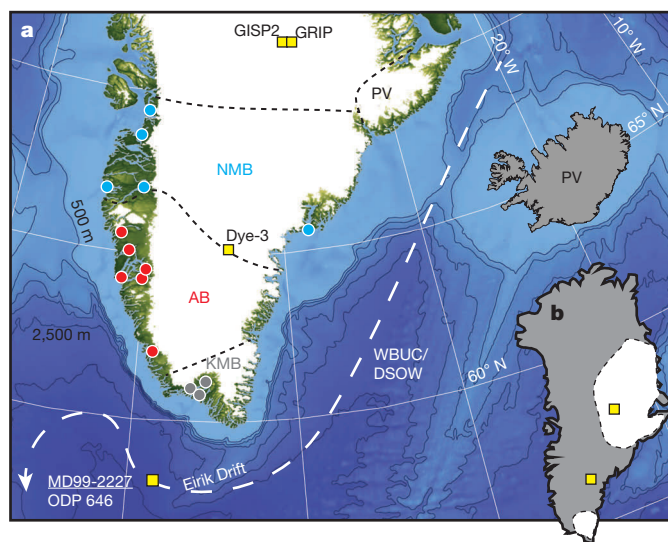 a
GISP2
GRIP
20° W
10° W
PV
65° N
NMB
PV
500 m
Dye-3
AB
2,500 m
KMB
WBUC/
DSOW
b
60° N
Eirik Drift
MD99-2227
ODP 646